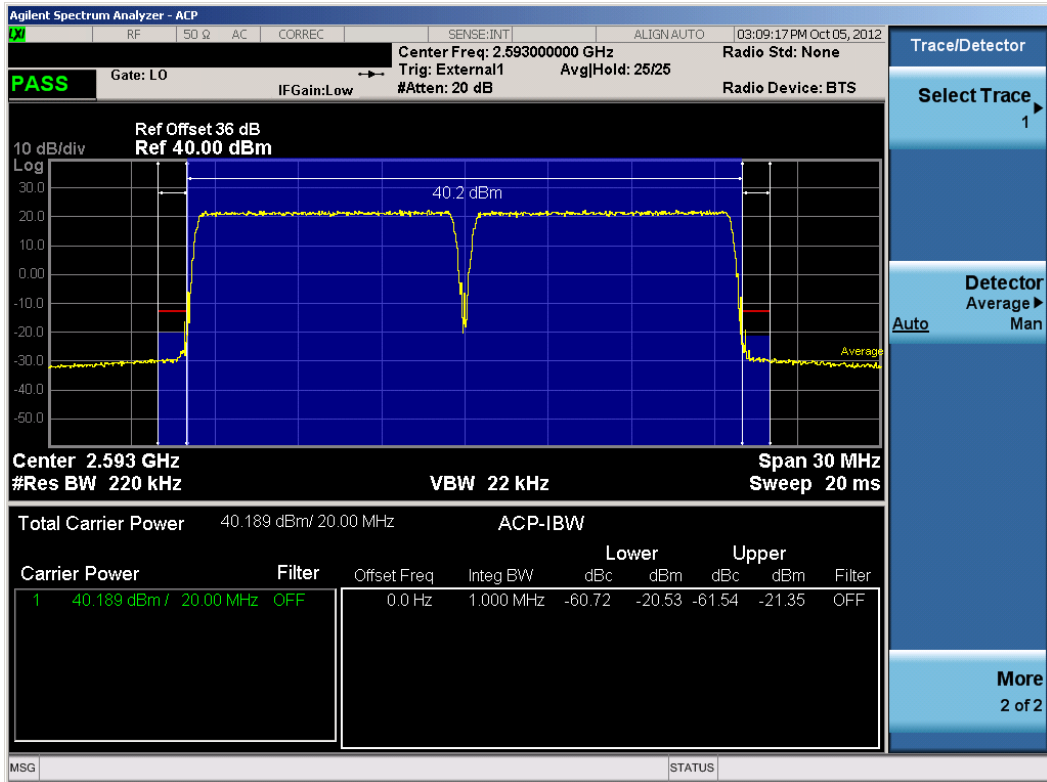 Agilent Spectrum Analyzer - ACP
LXI RF 50 Ω AC CORREC SENSE:INT ALIGN AUTO 03:09:17 PM Oct 05, 2012
Center Freq: 2.593000000 GHz Radio Std: None
Trig: External1 Avg|Hold: 25/25
PASS Gate: LO
IFGain:Low #Atten: 20 dB Radio Device: BTS
Trace/Detector
Select Trace
1
Detector
Average
Auto Man
More
2 of 2
Ref Offset 36 dB
10 dB/div Ref 40.00 dBm
Log
30.0
40.2 dBm
20.0
10.0
0.00
-10.0
-20.0
Average
-30.0
-40.0
-50.0
Center 2.593 GHz Span 30 MHz
#Res BW 220 kHz VBW 22 kHz Sweep 20 ms
Total Carrier Power 40.189 dBm/ 20.00 MHz ACP-IBW
Lower Upper
Carrier Power Filter Offset Freq Integ BW dBc dBm dBc dBm Filter
1 40.189 dBm / 20.00 MHz OFF 0.0 Hz 1.000 MHz -60.72 -20.53 -61.54 -21.35 OFF
MSG STATUS